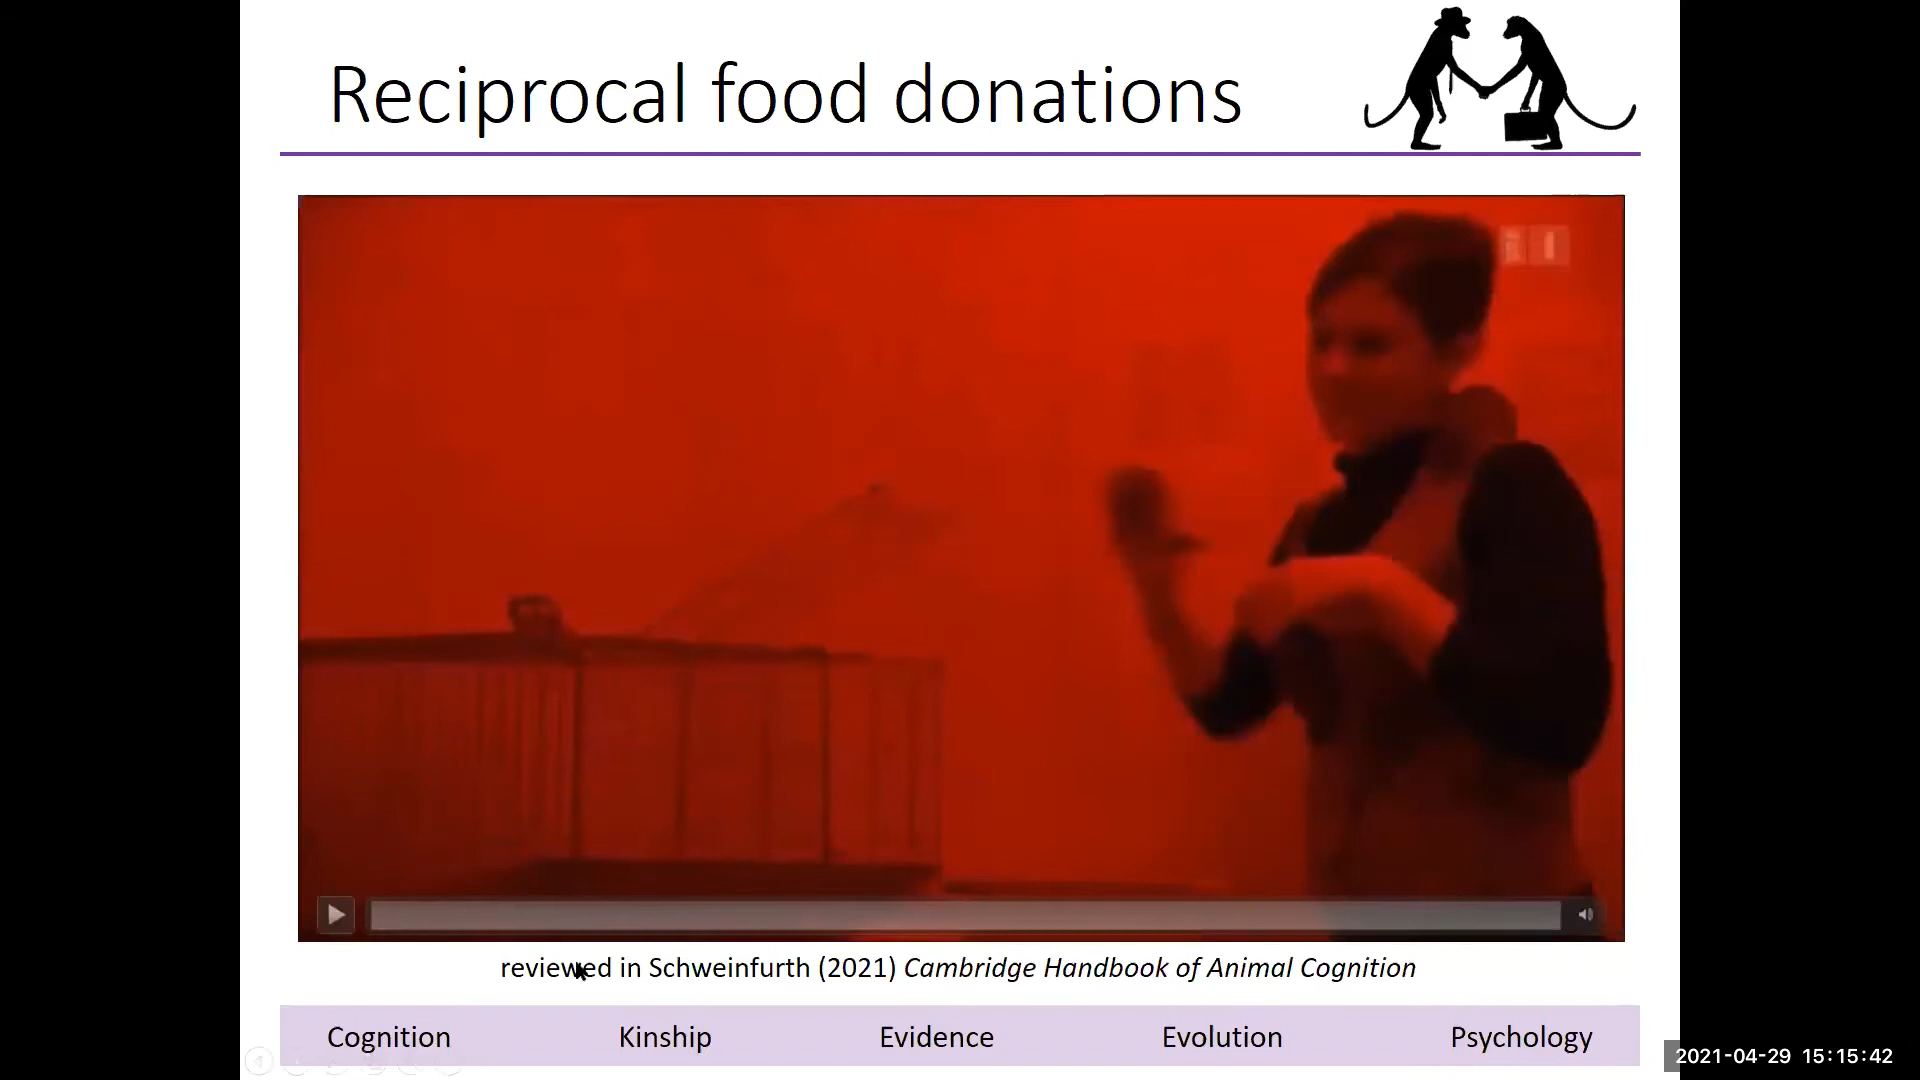 Reciprocal food donations
reviewed in Schweinfurth (2021) Cambridge Handbook of Animal Cognition
Cognition Kinship Evidence Evolution Psychology
2021-04-29 15:15:42